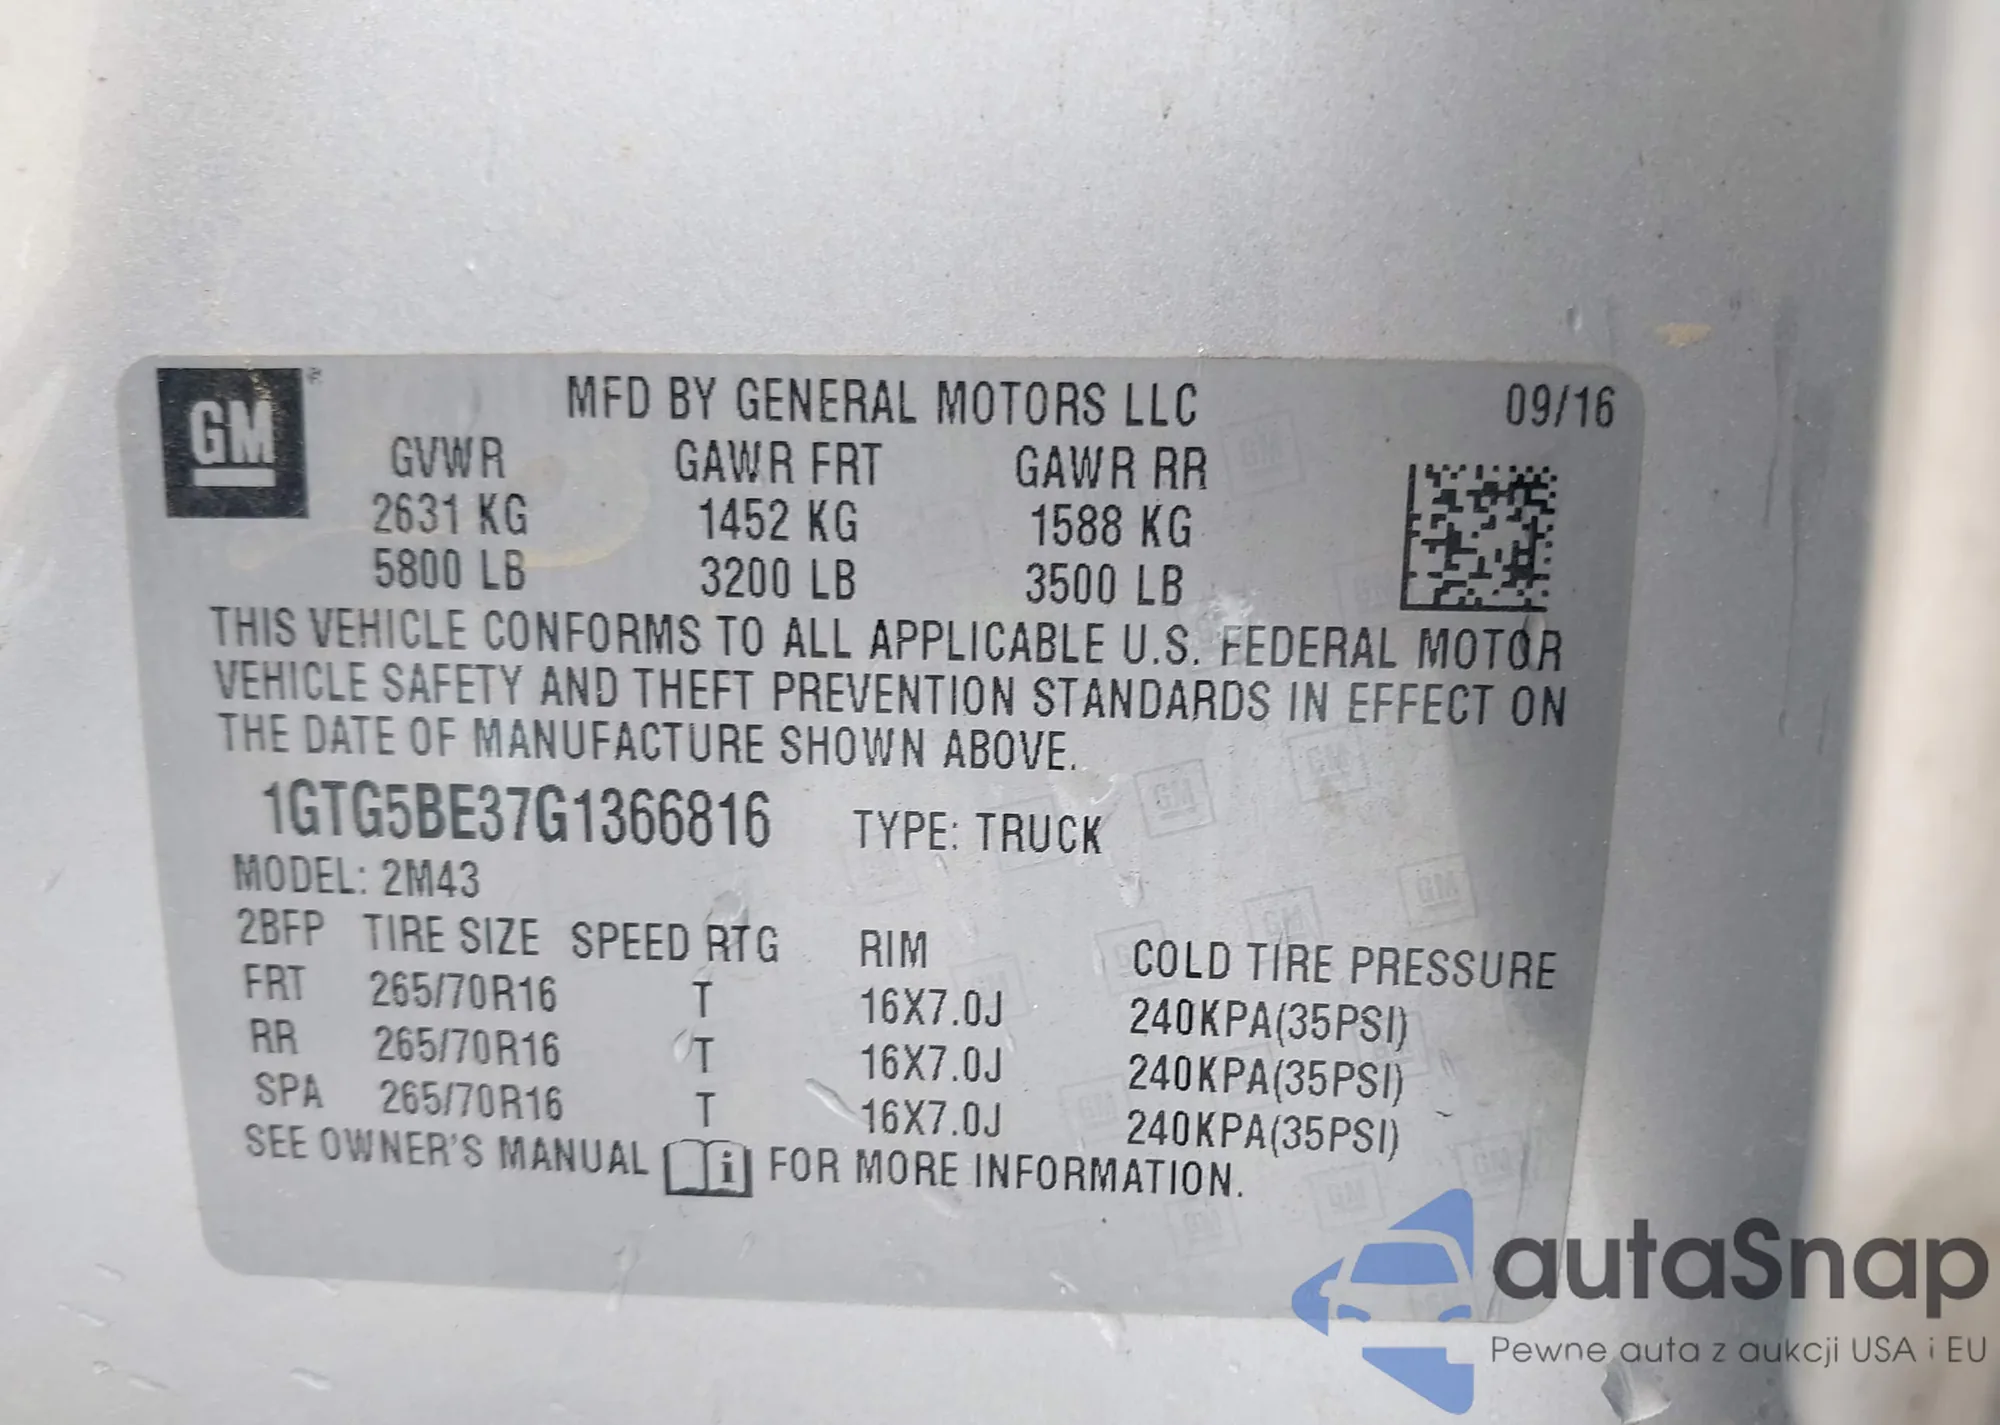 GM
MFD BY GENERAL MOTORS LLC 09/16
GVWR GAWR FRT GAWR RR
2631 KG 1452 KG 1588 KG
5800 LB 3200 LB 3500 LB
THIS VEHICLE CONFORMS TO ALL APPLICABLE U.S. FEDERAL MOTOR
VEHICLE SAFETY AND THEFT PREVENTION STANDARDS IN EFFECT ON
THE DATE OF MANUFACTURE SHOWN ABOVE.
1GTG5BE37G1366816 TYPE: TRUCK
MODEL: 2M43
2BFP TIRE SIZE SPEED RTG RIM COLD TIRE PRESSURE
FRT 265/70R16 T 16X7.0J 240KPA(35PSI)
RR 265/70R16 T 16X7.0J 240KPA(35PSI)
SPA 265/70R16 T 16X7.0J 240KPA(35PSI)
SEE OWNER'S MANUAL i FOR MORE INFORMATION.
autaSnap
Pewne auta z aukcji USA i EU